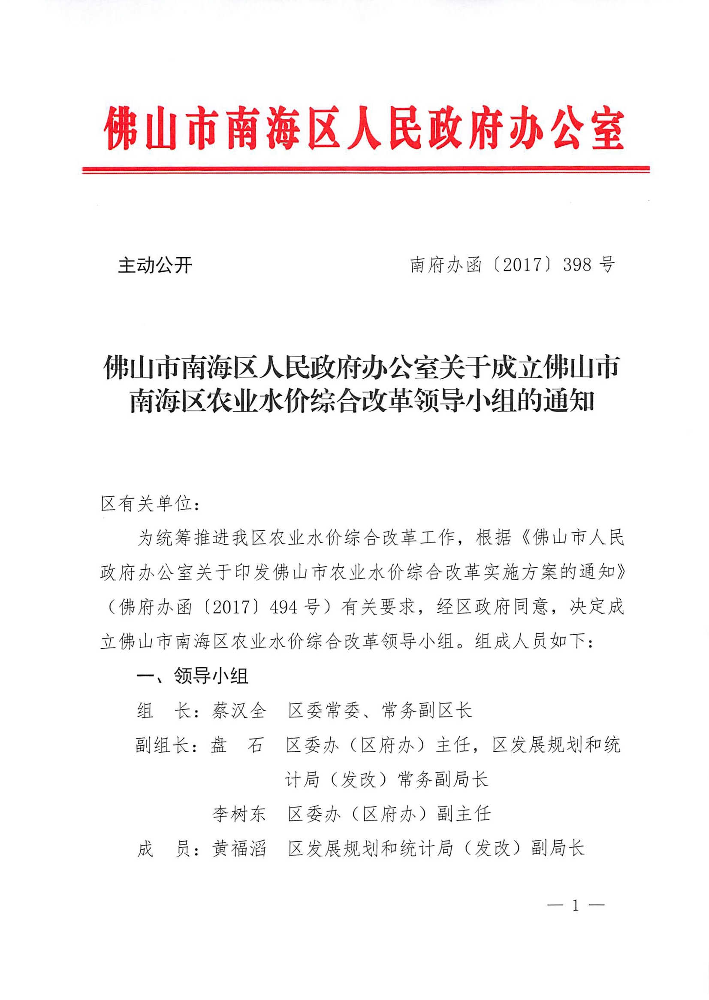 佛山市南海区人民政府办公室
主动公开 南府办函〔2017〕398 号
佛山市南海区人民政府办公室关于成立佛山市
南海区农业水价综合改革领导小组的通知
区有关单位：
为统筹推进我区农业水价综合改革工作，根据《佛山市人民
政府办公室关于印发佛山市农业水价综合改革实施方案的通知》
（佛府办函〔2017〕494 号）有关要求，经区政府同意，决定成
立佛山市南海区农业水价综合改革领导小组。组成人员如下：
一、领导小组
组　长：蔡汉全　区委常委、常务副区长
副组长：盘　石　区委办（区府办）主任，区发展规划和统
计局（发改）常务副局长
李树东　区委办（区府办）副主任
成　员：黄福滔　区发展规划和统计局（发改）副局长
— 1 —